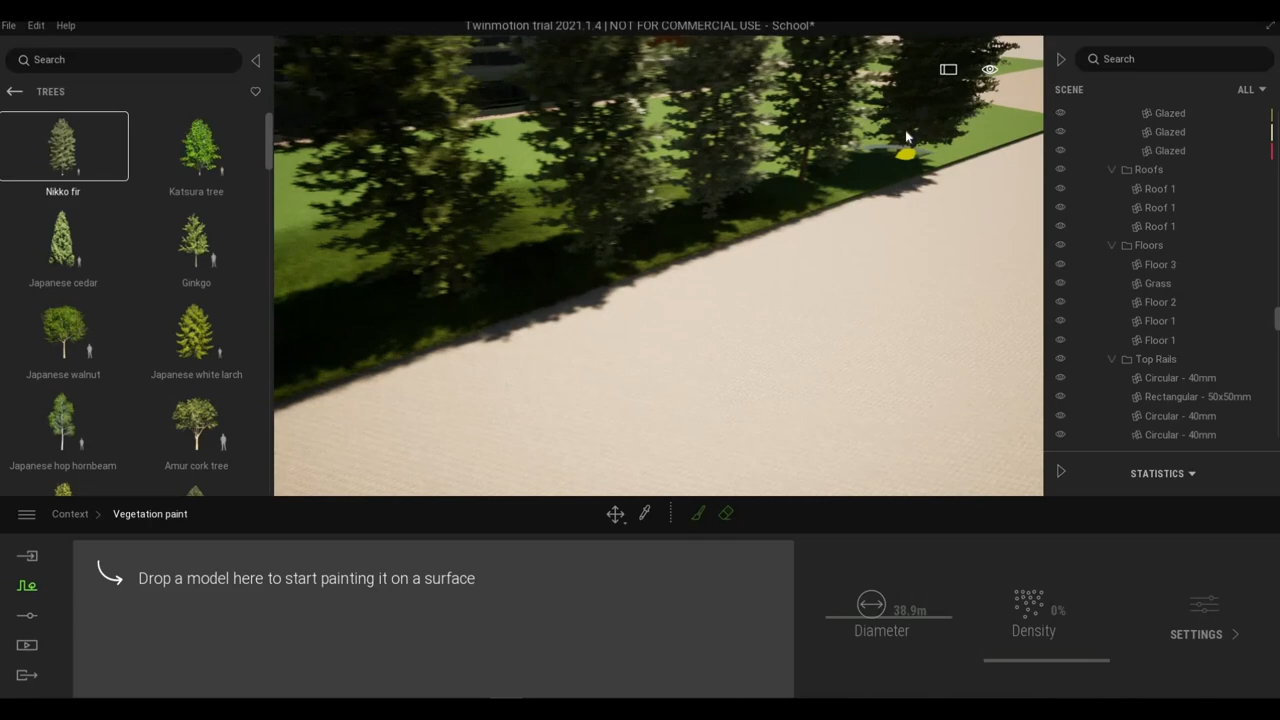 File Edit Help
Twinmotion trial 2021.1.4 | NOT FOR COMMERCIAL USE - School*
Search
TREES
Nikko fir
Katsura tree
Japanese cedar
Ginkgo
Japanese walnut
Japanese white larch
Japanese hop hornbeam
Amur cork tree
Search
SCENE
ALL
Glazed
Glazed
Glazed
Roofs
Roof 1
Roof 1
Roof 1
Floors
Floor 3
Grass
Floor 2
Floor 1
Floor 1
Top Rails
Circular - 40mm
Rectangular - 50x50mm
Circular - 40mm
Circular - 40mm
STATISTICS
Context
Vegetation paint
Drop a model here to start painting it on a surface
38.9m
Diameter
0%
Density
SETTINGS